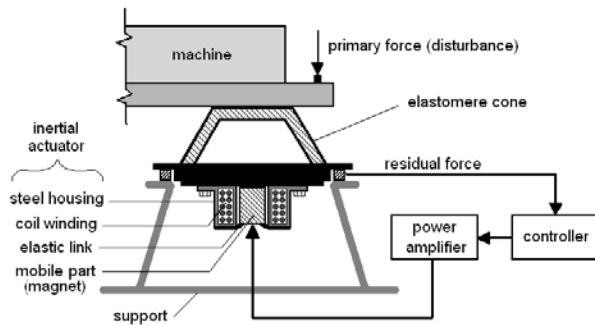 machine
primary force (disturbance)
elastomere cone
inertial
actuator
residual force
steel housing
coil winding
elastic link
mobile part
(magnet)
power
amplifier
controller
support